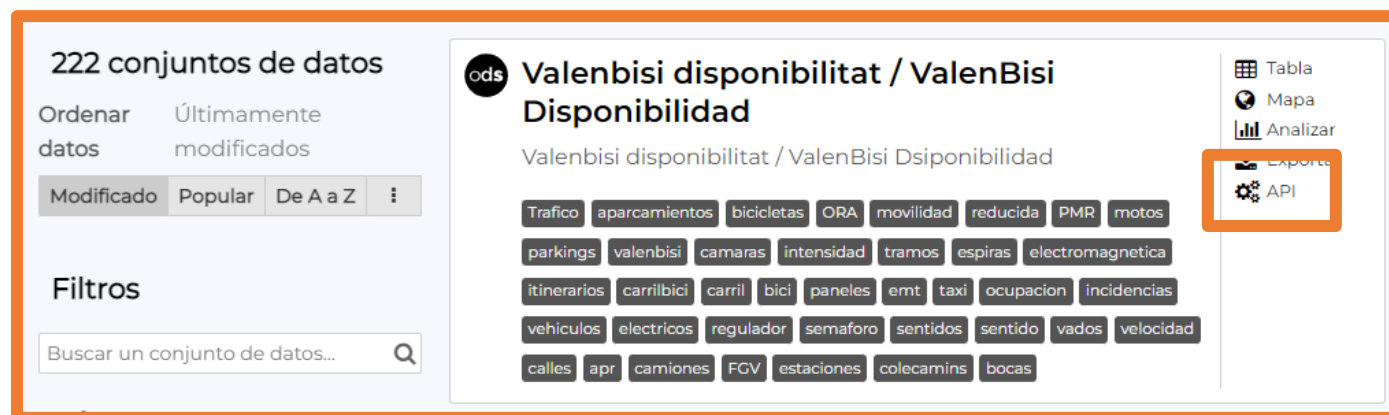 222 conjuntos de datos
Ordenar datos
Últimamente modificados
Modificado Popular De A a Z
Filtros
Buscar un conjunto de datos...
ods
Valenbisi disponibilitat / ValenBisi
Disponibilidad
Valenbisi disponibilitat / ValenBisi Dsiponibilidad
Trafico aparcamientos bicicletas ORA movilidad reducida PMR motos
parkings valenbisi camaras intensidad tramos espiras electromagnetica
itinerarios carrilbici carril bici paneles emt taxi ocupacion incidencias
vehiculos electricos regulador semaforo sentidos sentido vados velocidad
calles apr camiones FGV estaciones colecamins bocas
Tabla
Mapa
Analizar
API